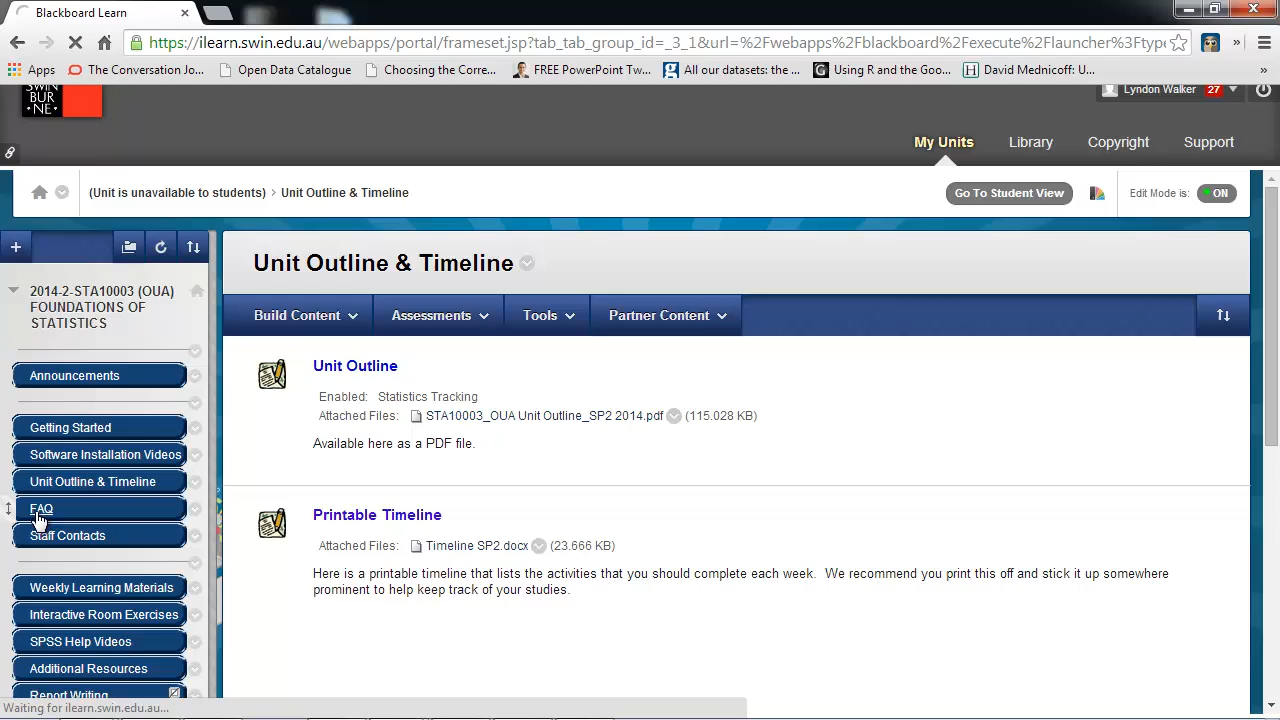 Blackboard Learn
https://ilearn.swin.edu.au/webapps/portal/frameset.jsp?tab_tab_group_id=_3_1&url=%2Fwebapps%2Fblackboard%2Fexecute%2Flauncher%3Ftype
Apps The Conversation Jo... Open Data Catalogue Choosing the Corre... FREE PowerPoint Tw... All our datasets: the ... Using R and the Goo... David Mednicoff: U... »
SWIN
BUR
NE
Lyndon Walker 27
My Units Library Copyright Support
(Unit is unavailable to students) > Unit Outline & Timeline Go To Student View Edit Mode is: ON
Unit Outline & Timeline
Build Content Assessments Tools Partner Content
2014-2-STA10003 (OUA)
FOUNDATIONS OF
STATISTICS
Announcements
Getting Started
Software Installation Videos
Unit Outline & Timeline
FAQ
Staff Contacts
Weekly Learning Materials
Interactive Room Exercises
SPSS Help Videos
Additional Resources
Report Writing
Unit Outline
Enabled: Statistics Tracking
Attached Files: STA10003_OUA Unit Outline_SP2 2014.pdf (115.028 KB)
Available here as a PDF file.
Printable Timeline
Attached Files: Timeline SP2.docx (23.666 KB)
Here is a printable timeline that lists the activities that you should complete each week. We recommend you print this off and stick it up somewhere
prominent to help keep track of your studies.
Waiting for ilearn.swin.edu.au...